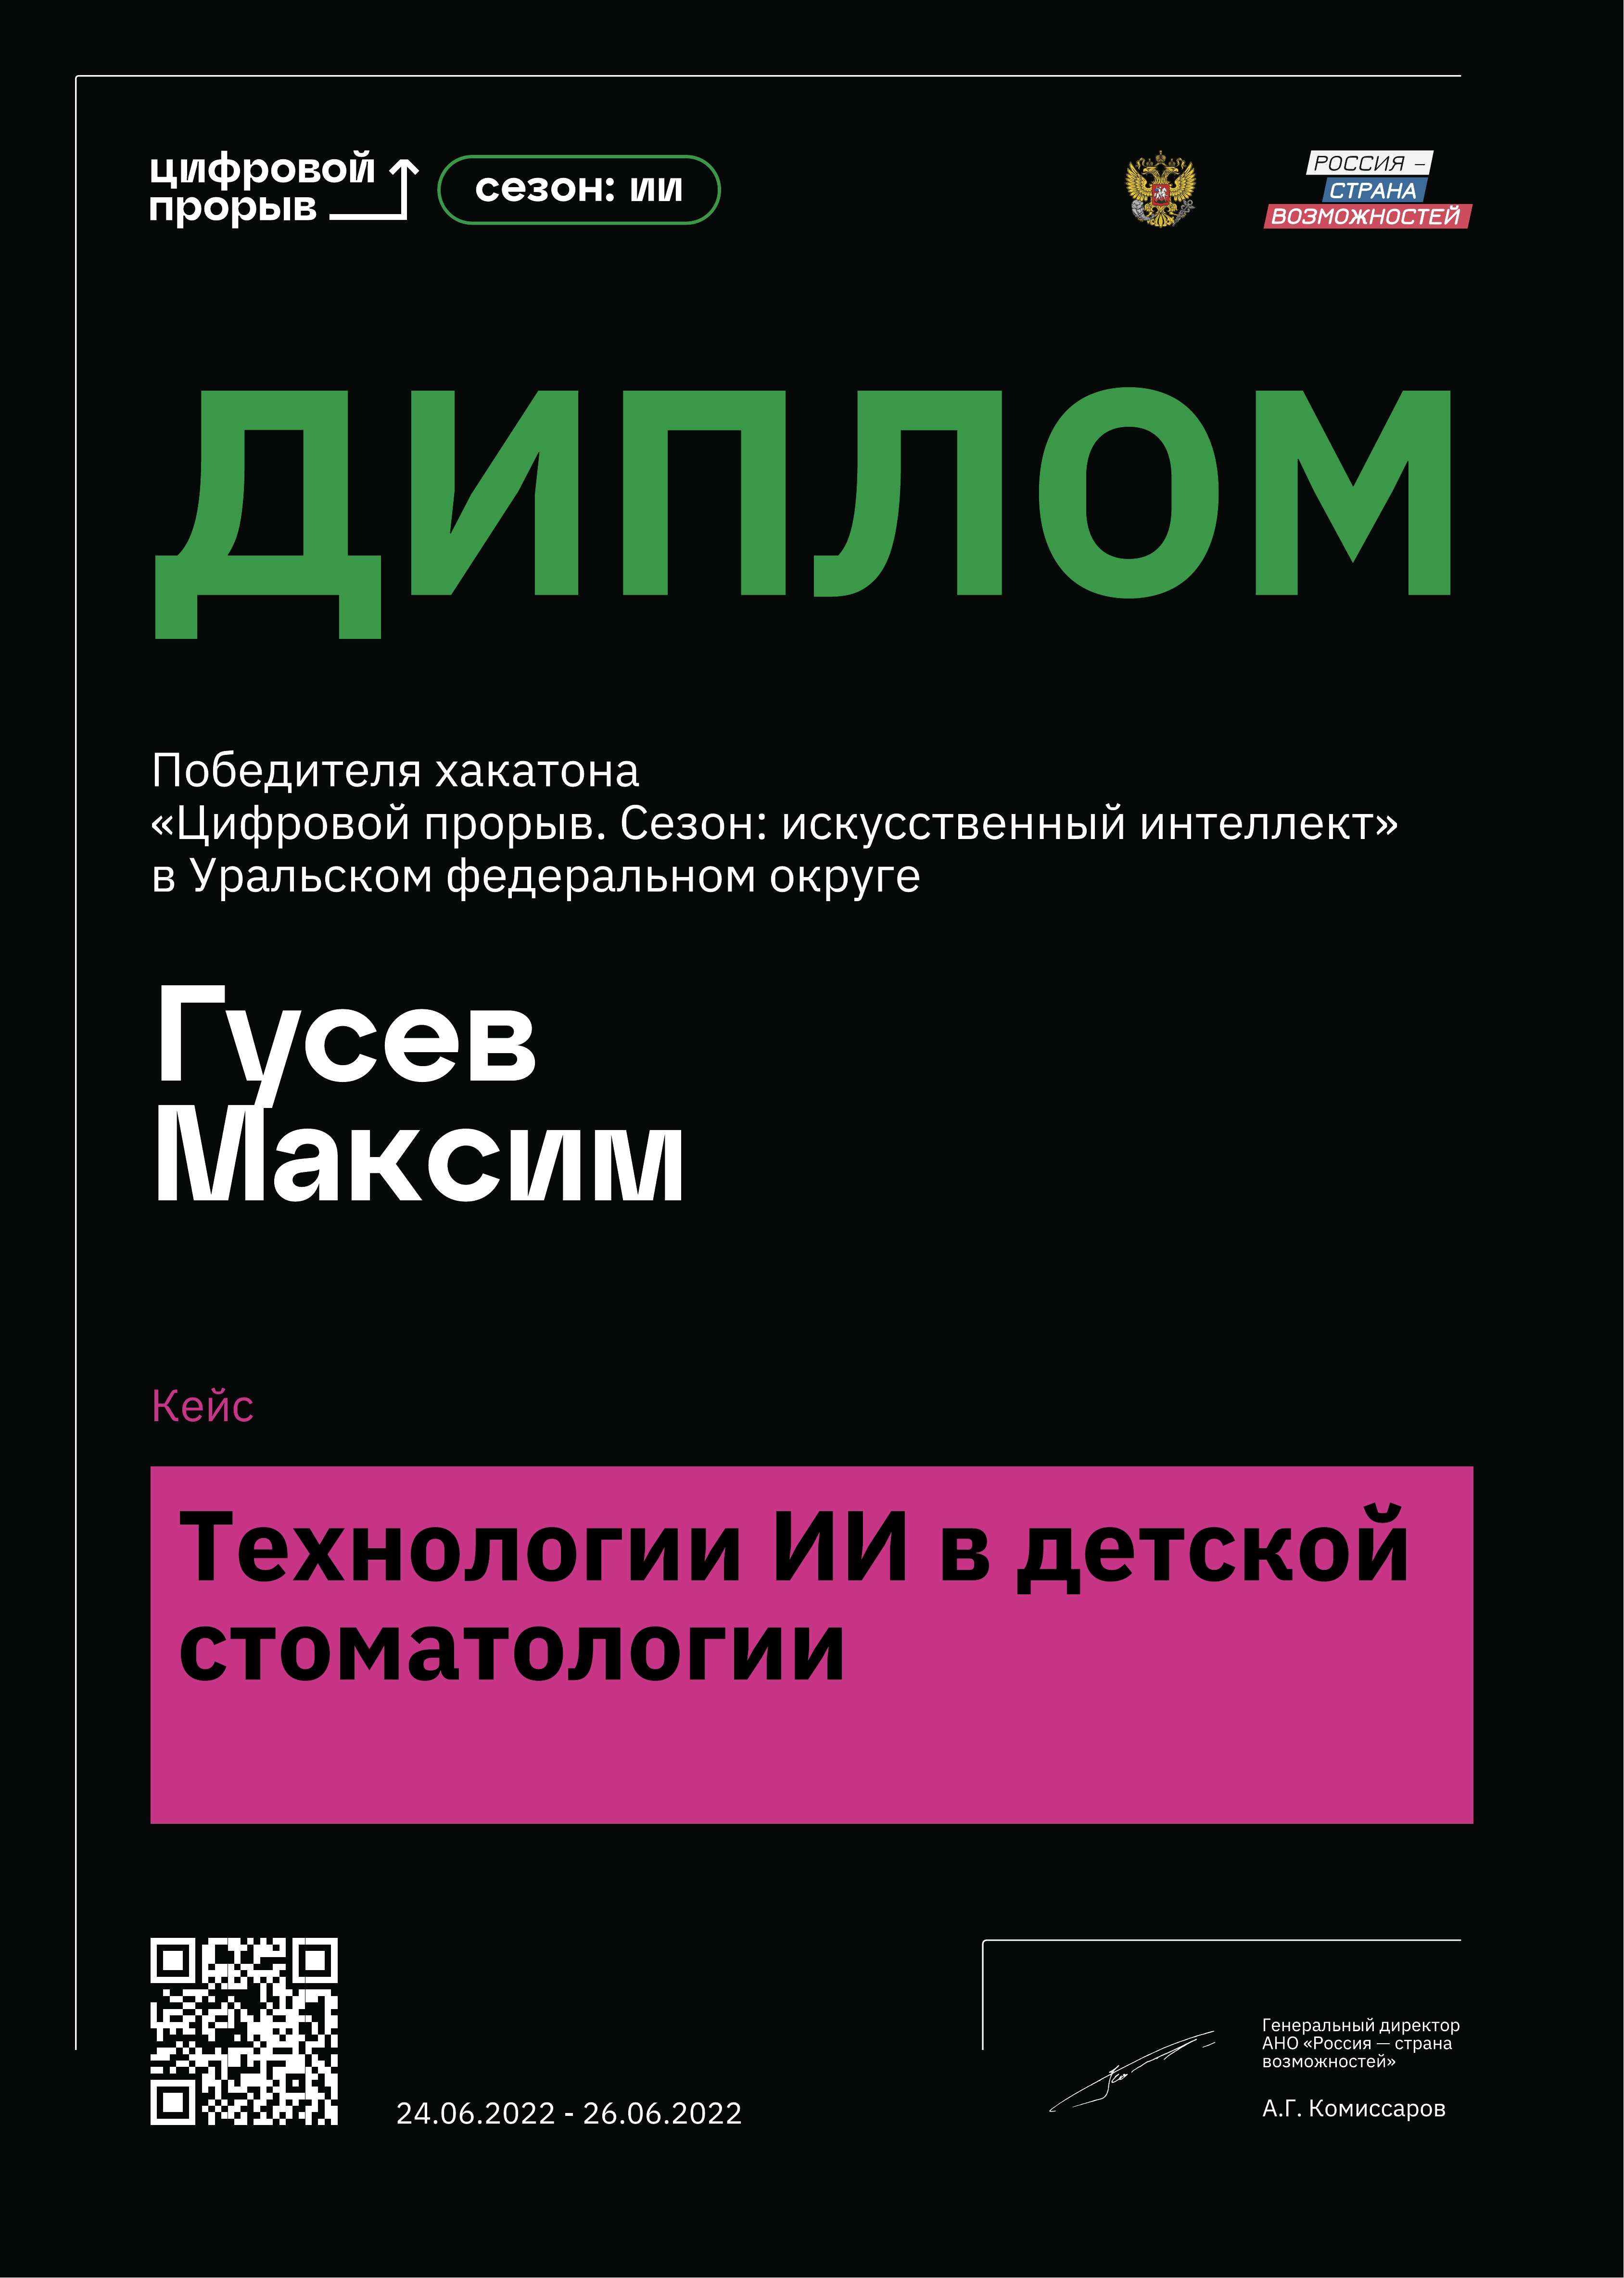 цифровой
прорыв
сезон: ии
РОССИЯ –
СТРАНА
ВОЗМОЖНОСТЕЙ
ДИПЛОМ
Победителя хакатона
«Цифровой прорыв. Сезон: искусственный интеллект»
в Уральском федеральном округе
Гусев
Максим
Кейс
Технологии ИИ в детской
стоматологии
24.06.2022 - 26.06.2022
Генеральный директор
АНО «Россия — страна
возможностей»
А.Г. Комиссаров